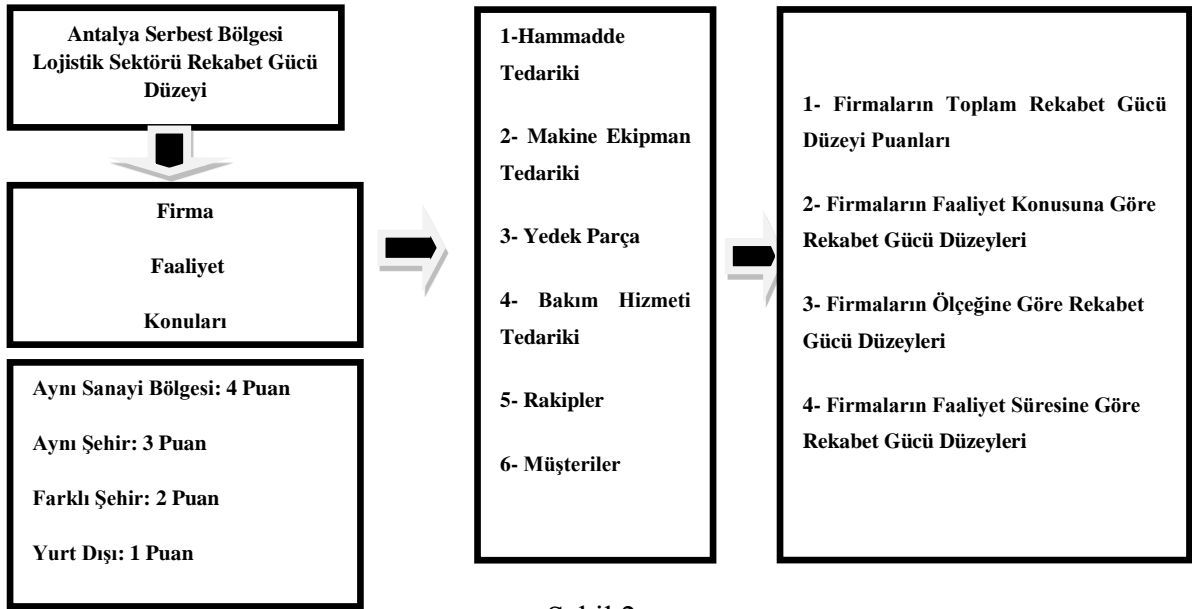 Antalya Serbest Bölgesi
Lojistik Sektörü Rekabet Gücü
Düzeyi
Firma
Faaliyet
Konuları
Aynı Sanayi Bölgesi: 4 Puan
Aynı Şehir: 3 Puan
Farklı Şehir: 2 Puan
Yurt Dışı: 1 Puan
1-Hammadde
Tedariki
2- Makine Ekipman
Tedariki
3- Yedek Parça
4- Bakım Hizmeti
Tedariki
5- Rakipler
6- Müşteriler
1- Firmaların Toplam Rekabet Gücü
Düzeyi Puanları
2- Firmaların Faaliyet Konusuna Göre
Rekabet Gücü Düzeyleri
3- Firmaların Ölçeğine Göre Rekabet
Gücü Düzeyleri
4- Firmaların Faaliyet Süresine Göre
Rekabet Gücü Düzeyleri